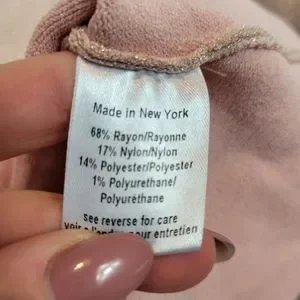 Made in New York
68% Rayon/Rayonne
17% Nylon/Nylon
14% Polyester/Polyester
1% Polyurethane/
Polyuréthane
see reverse for care
pour entretien